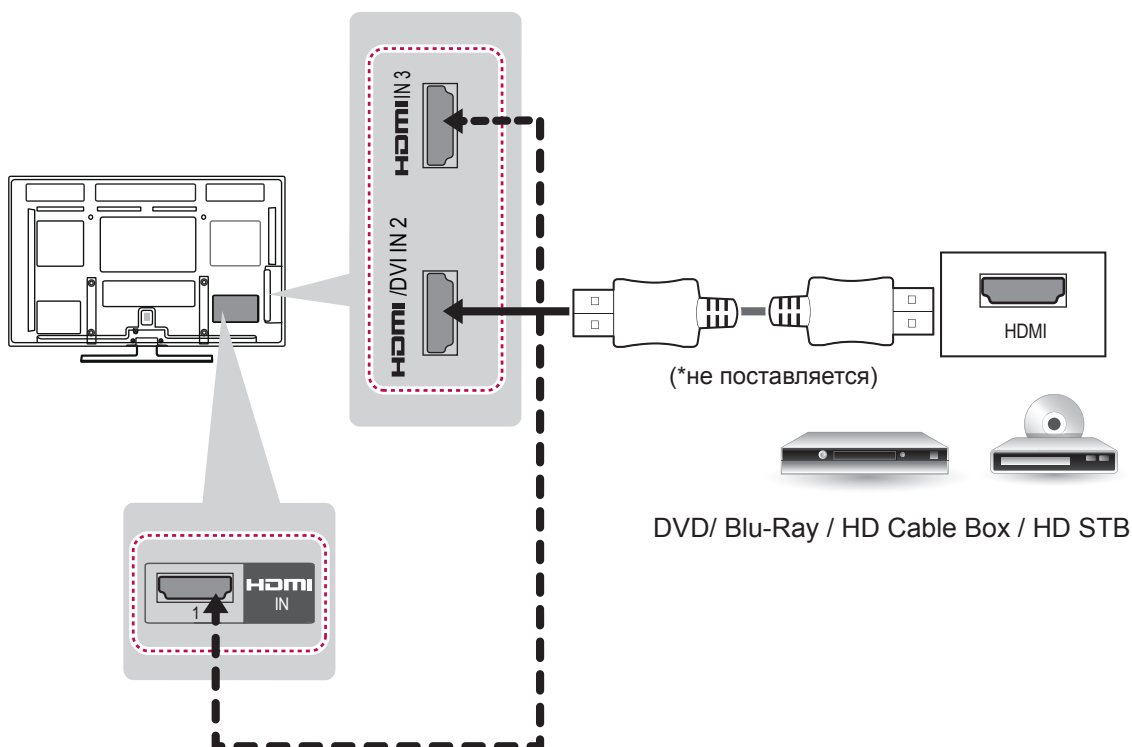 HDMI IN 3
HDMI /DVI IN 2
HDMI
(*не поставляется)
DVD/ Blu-Ray / HD Cable Box / HD STB
1
HDMI
IN